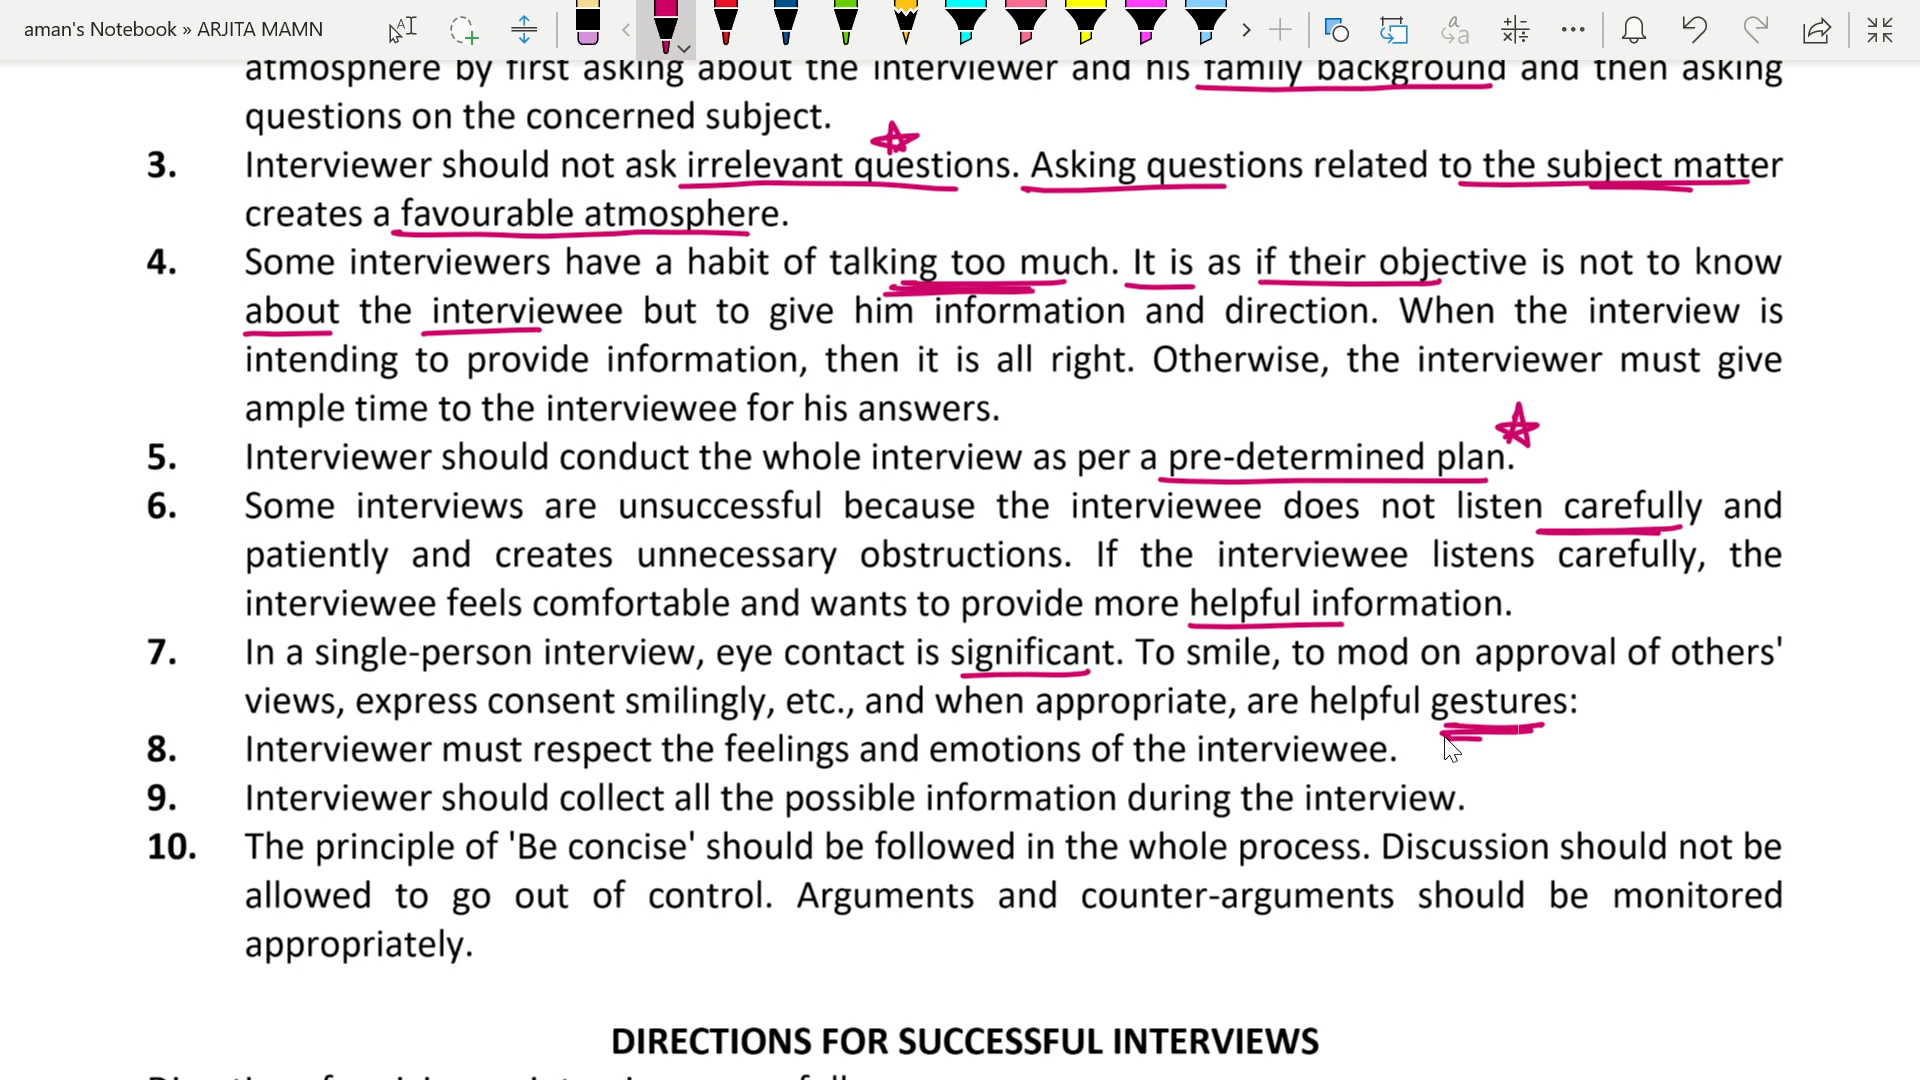 aman's Notebook » ARJITA MAMN
atmosphere by first asking about the interviewer and his family background and then asking
questions on the concerned subject.
3. Interviewer should not ask irrelevant questions. Asking questions related to the subject matter
creates a favourable atmosphere.
4. Some interviewers have a habit of talking too much. It is as if their objective is not to know
about the interviewee but to give him information and direction. When the interview is
intending to provide information, then it is all right. Otherwise, the interviewer must give
ample time to the interviewee for his answers.
5. Interviewer should conduct the whole interview as per a pre-determined plan.
6. Some interviews are unsuccessful because the interviewee does not listen carefully and
patiently and creates unnecessary obstructions. If the interviewee listens carefully, the
interviewee feels comfortable and wants to provide more helpful information.
7. In a single-person interview, eye contact is significant. To smile, to mod on approval of others'
views, express consent smilingly, etc., and when appropriate, are helpful gestures:
8. Interviewer must respect the feelings and emotions of the interviewee.
9. Interviewer should collect all the possible information during the interview.
10. The principle of 'Be concise' should be followed in the whole process. Discussion should not be
allowed to go out of control. Arguments and counter-arguments should be monitored
appropriately.
DIRECTIONS FOR SUCCESSFUL INTERVIEWS